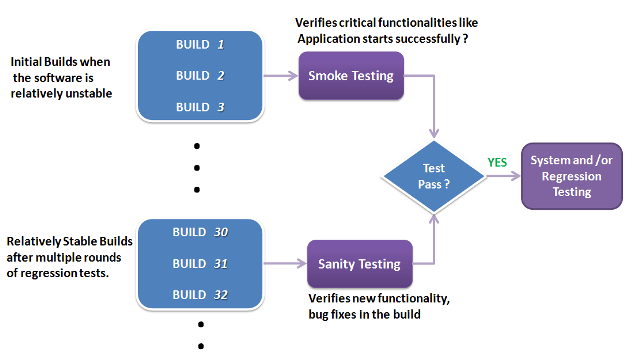 Verifies critical functionalities like
Application starts successfully ?
Initial Builds when
the software is
relatively unstable
BUILD 1
BUILD 2
BUILD 3
Smoke Testing
Test
Pass ?
YES
System and /or
Regression
Testing
Relatively Stable Builds
after multiple rounds
of regression tests.
BUILD 30
BUILD 31
BUILD 32
Sanity Testing
Verifies new functionality,
bug fixes in the build